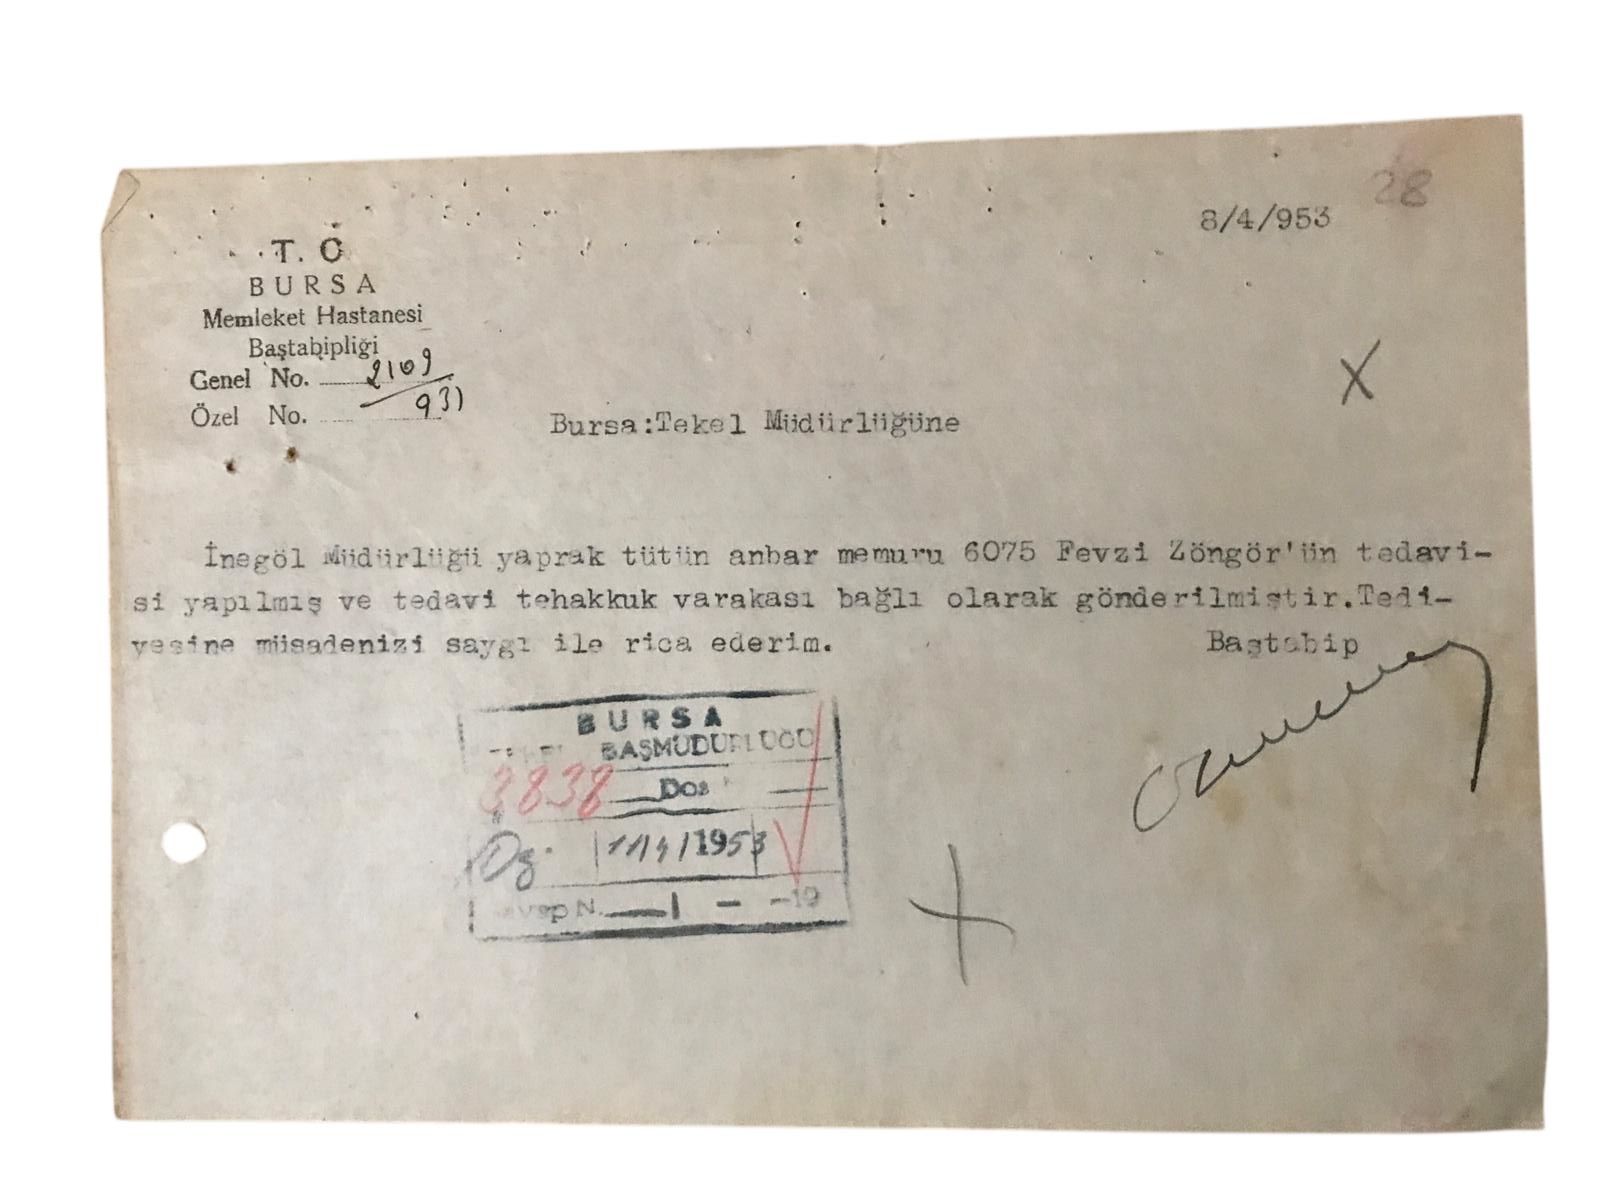 28
8/4/953
T. C
BURSA
Memleket Hastanesi
Baştabipliği
Genel No. 2109
Özel No. 931
Bursa:Tekel Müdürlüğüne
İnegöl Müdürlüğü yaprak tütün anbar memuru 6075 Fevzi Zöngör'ün tedavi-
si yapılmış ve tedavi tehakkuk varakası bağlı olarak gönderilmiştir.Tedi-
yesine müsadenizi saygı ile rica ederim.
Baştabip
BURSA
BAŞMÜDÜRLÜĞÜ
3838 Dos
11/4/1953
N. - -19